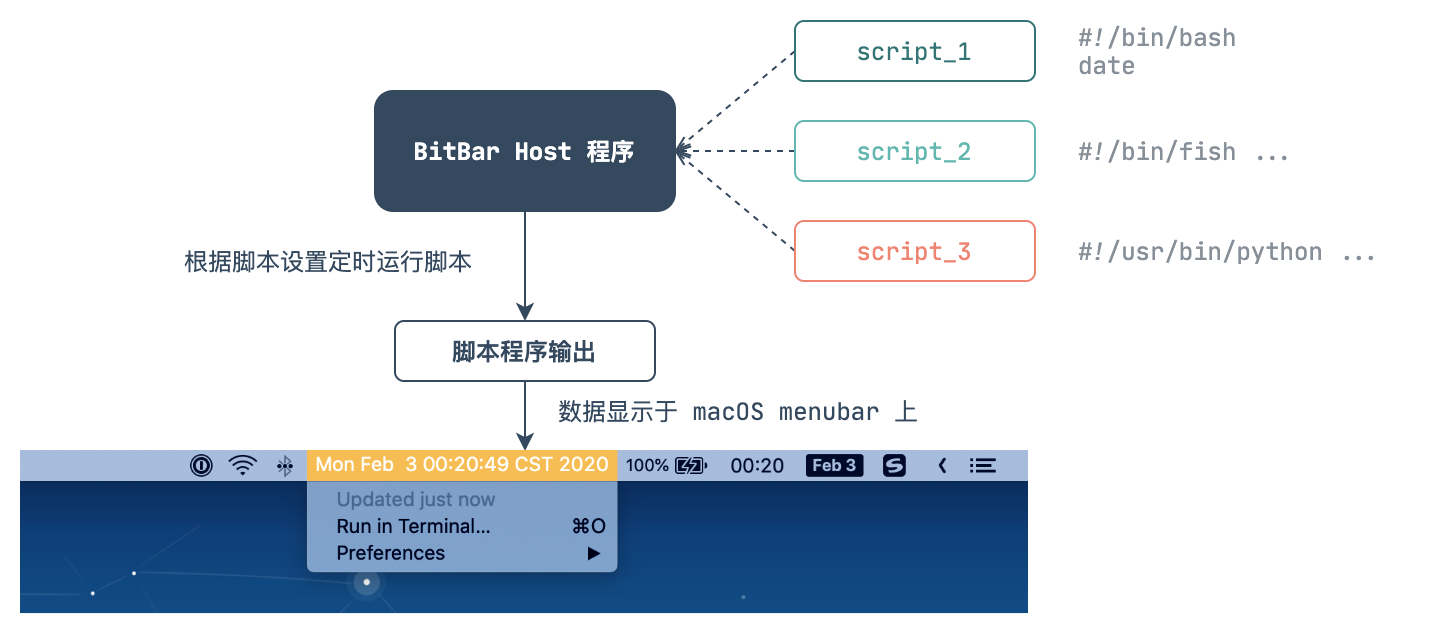 script_1
#!/bin/bash
date
BitBar Host 程序
script_2
#!/bin/fish ...
script_3
#!/usr/bin/python ...
根据脚本设置定时运行脚本
脚本程序输出
数据显示于 macOS menubar 上
Mon Feb 3 00:20:49 CST 2020 100% 00:20 Feb 3 S
Updated just now
Run in Terminal... ⌘O
Preferences ▶